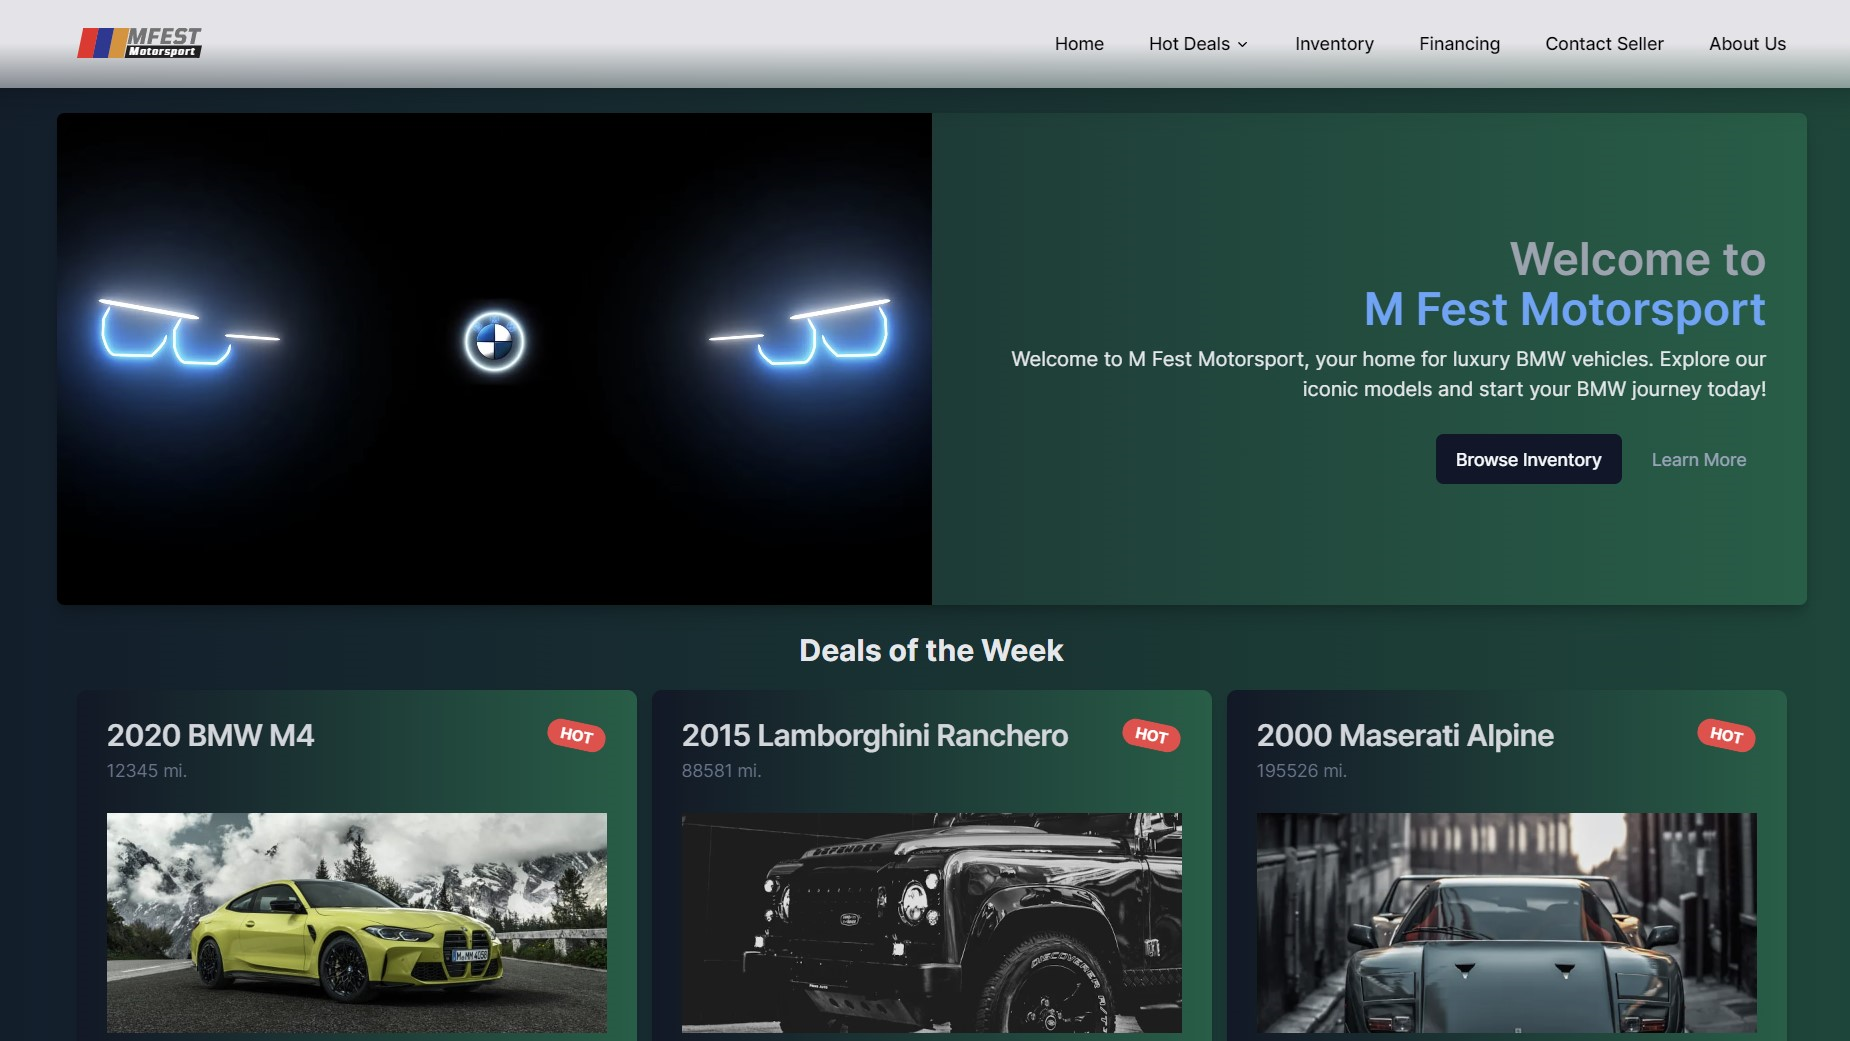 MFEST
Motorsport
Home
Hot Deals
Inventory
Financing
Contact Seller
About Us
Welcome to
M Fest Motorsport
Welcome to M Fest Motorsport, your home for luxury BMW vehicles. Explore our
iconic models and start your BMW journey today!
Browse Inventory
Learn More
Deals of the Week
2020 BMW M4
HOT
12345 mi.
2015 Lamborghini Ranchero
HOT
88581 mi.
2000 Maserati Alpine
HOT
195526 mi.
DEFENDER
DISCOVERER A/T3